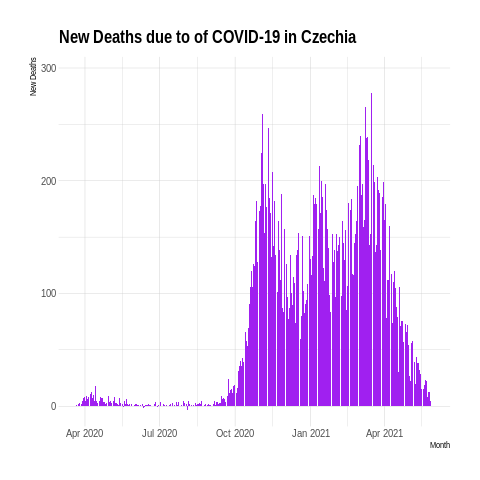 New Deaths due to of COVID-19 in Czechia
New Deaths
300
200
100
0
Apr 2020 Jul 2020 Oct 2020 Jan 2021 Apr 2021
Month